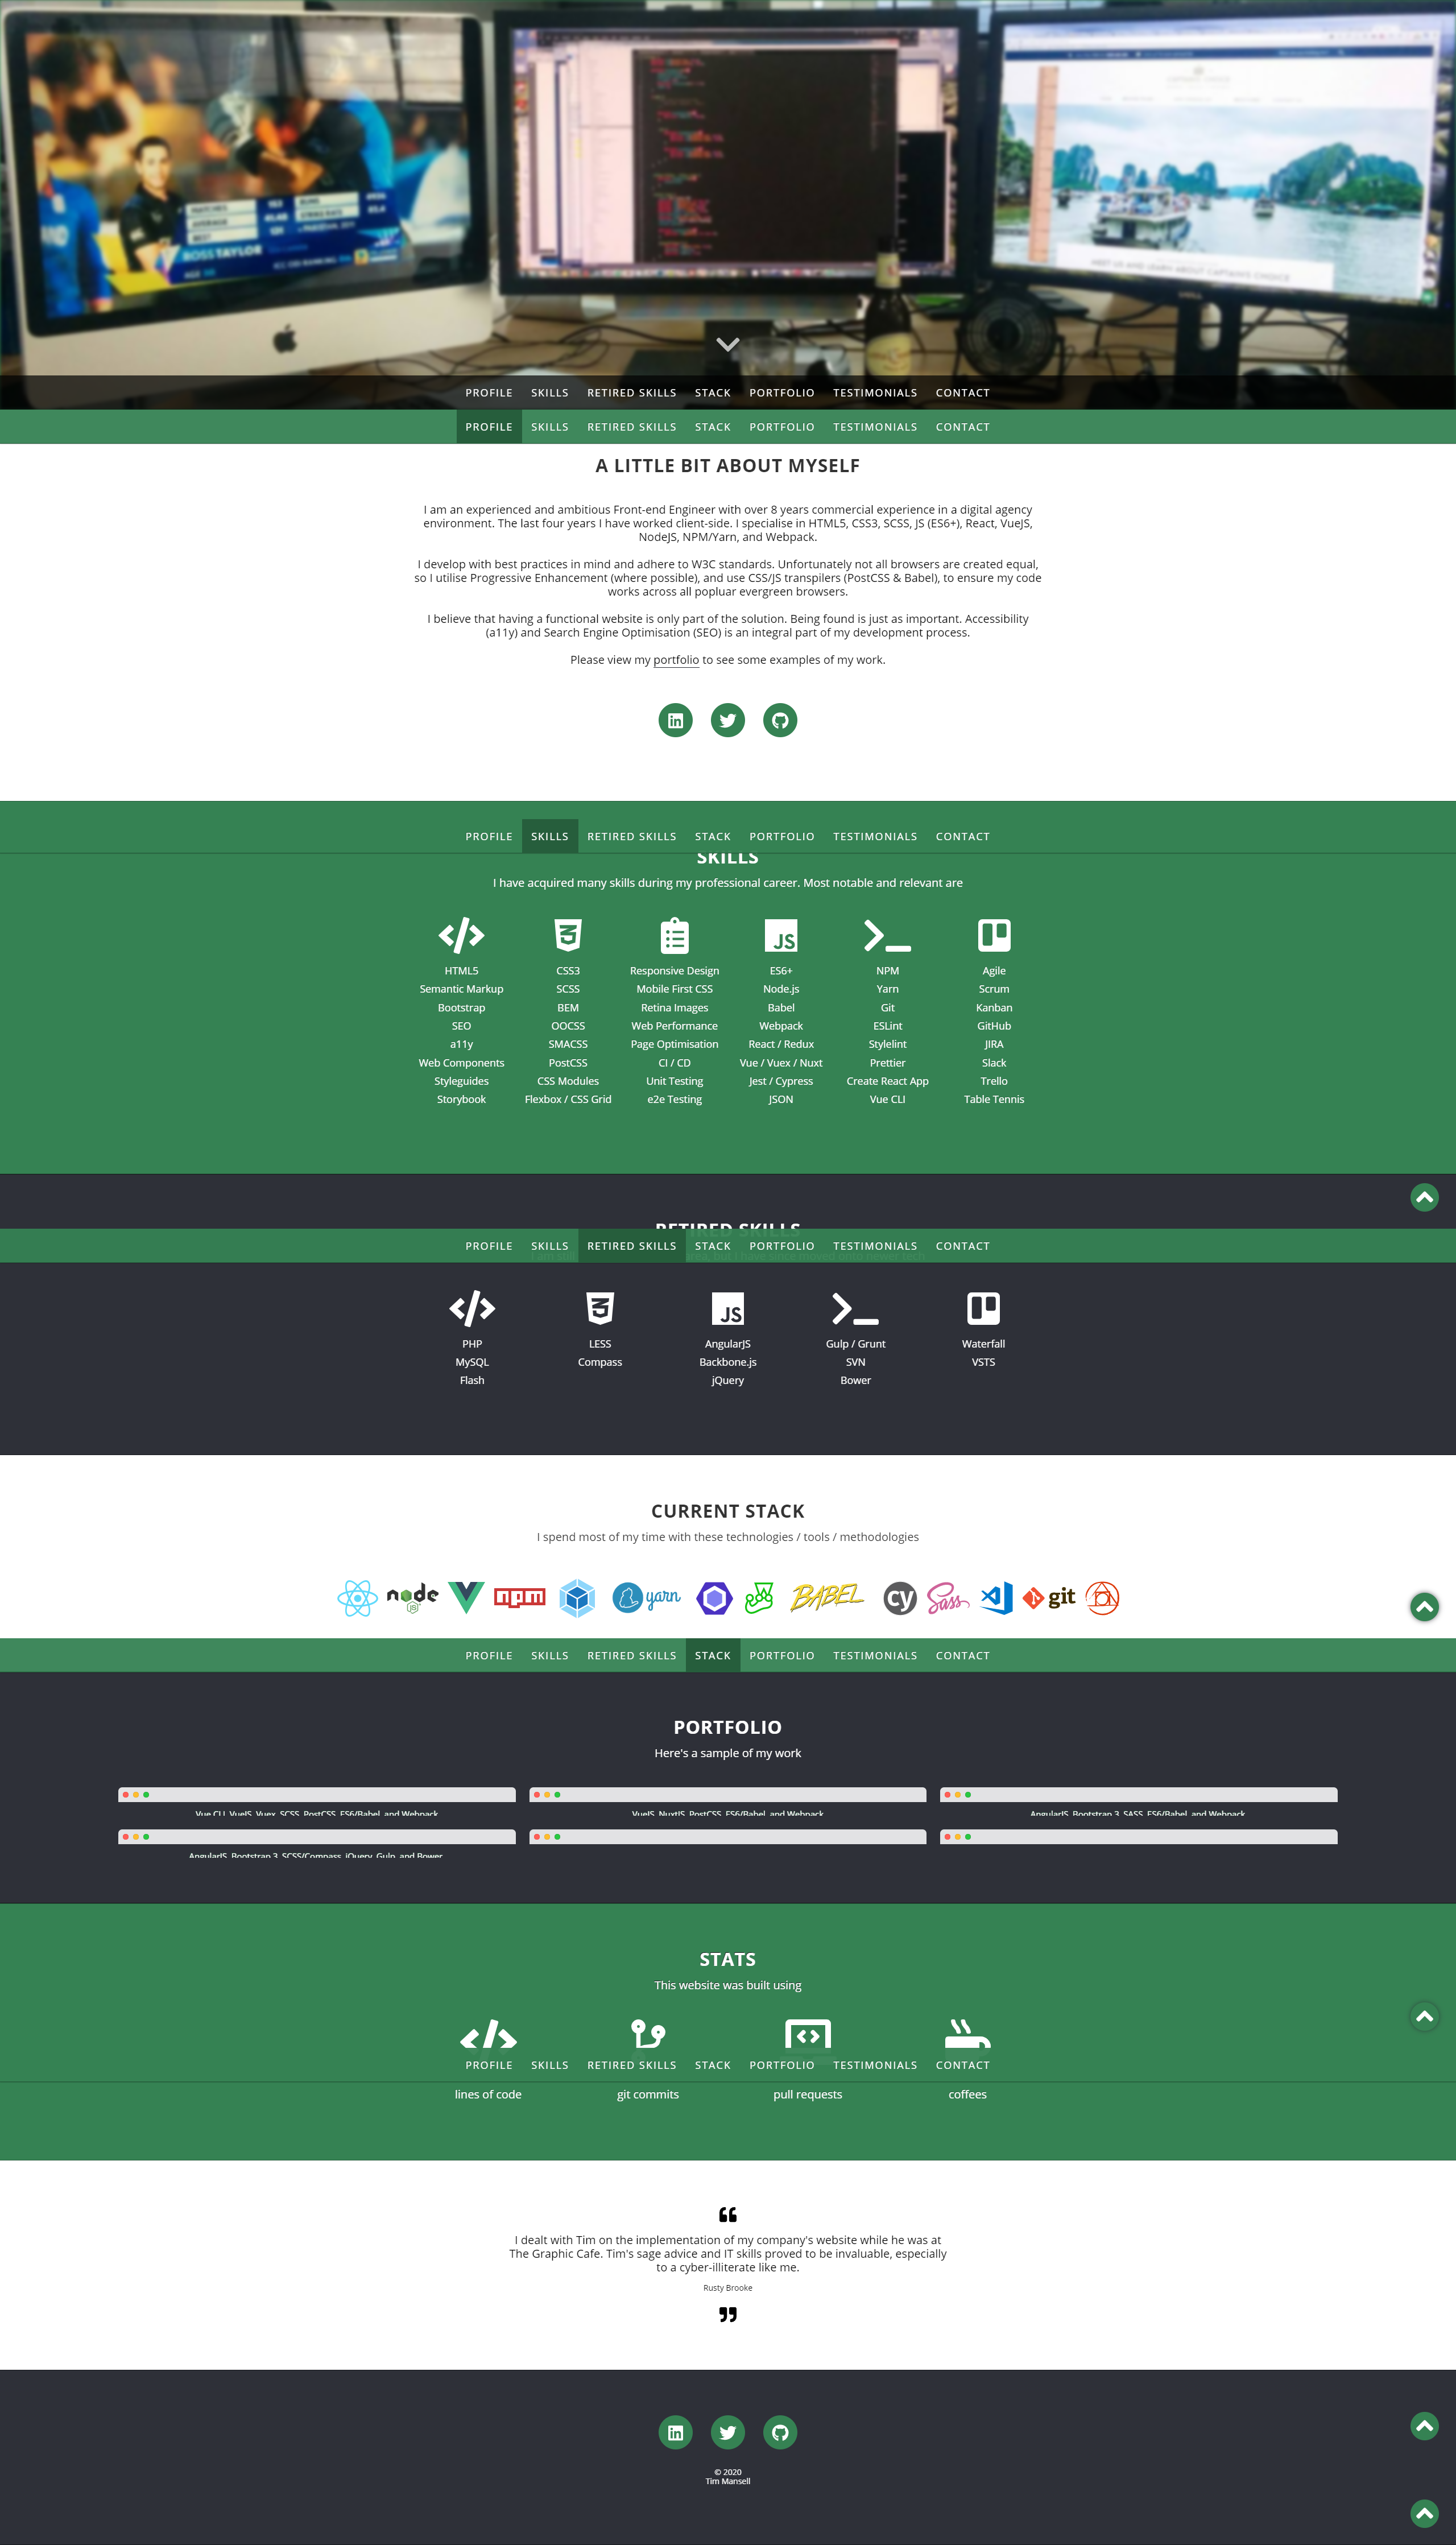 ROSS TAYLOR
PROFILE SKILLS RETIRED SKILLS STACK PORTFOLIO TESTIMONIALS CONTACT
PROFILE SKILLS RETIRED SKILLS STACK PORTFOLIO TESTIMONIALS CONTACT
A LITTLE BIT ABOUT MYSELF
I am an experienced and ambitious Front-end Engineer with over 8 years commercial experience in a digital agency
environment. The last four years I have worked client-side. I specialise in HTML5, CSS3, SCSS, JS (ES6+), React, VueJS,
NodeJS, NPM/Yarn, and Webpack.
I develop with best practices in mind and adhere to W3C standards. Unfortunately not all browsers are created equal,
so I utilise Progressive Enhancement (where possible), and use CSS/JS transpilers (PostCSS & Babel), to ensure my code
works across all popluar evergreen browsers.
I believe that having a functional website is only part of the solution. Being found is just as important. Accessibility
(a11y) and Search Engine Optimisation (SEO) is an integral part of my development process.
Please view my portfolio to see some examples of my work.
PROFILE SKILLS RETIRED SKILLS STACK PORTFOLIO TESTIMONIALS CONTACT
SKILLS
I have acquired many skills during my professional career. Most notable and relevant are
JS
HTML5 CSS3 Responsive Design ES6+ NPM Agile
Semantic Markup SCSS Mobile First CSS Node.js Yarn Scrum
Bootstrap BEM Retina Images Babel Git Kanban
SEO OOCSS Web Performance Webpack ESLint GitHub
a11y SMACSS Page Optimisation React / Redux Stylelint JIRA
Web Components PostCSS CI / CD Vue / Vuex / Nuxt Prettier Slack
Styleguides CSS Modules Unit Testing Jest / Cypress Create React App Trello
Storybook Flexbox / CSS Grid e2e Testing JSON Vue CLI Table Tennis
RETIRED SKILLS
PROFILE SKILLS RETIRED SKILLS STACK PORTFOLIO TESTIMONIALS CONTACT
JS
PHP LESS AngularJS Gulp / Grunt Waterfall
MySQL Compass Backbone.js SVN VSTS
Flash jQuery Bower
CURRENT STACK
I spend most of my time with these technologies / tools / methodologies
node JS npm yarn BABEL cy Sass git
PROFILE SKILLS RETIRED SKILLS STACK PORTFOLIO TESTIMONIALS CONTACT
PORTFOLIO
Here's a sample of my work
Vue CLI, VueJS, Vuex, SCSS, PostCSS, ES6/Babel, and Webpack VueJS, NuxtJS, PostCSS, ES6/Babel, and Webpack AngularJS, Bootstrap 3, SASS, ES6/Babel, and Webpack
AngularJS, Bootstrap 3, SCSS/Compass, jQuery, Gulp, and Bower
STATS
This website was built using
PROFILE SKILLS RETIRED SKILLS STACK PORTFOLIO TESTIMONIALS CONTACT
lines of code git commits pull requests coffees
I dealt with Tim on the implementation of my company's website while he was at
The Graphic Cafe. Tim's sage advice and IT skills proved to be invaluable, especially
to a cyber-illiterate like me.
Rusty Brooke
© 2020
Tim Mansell